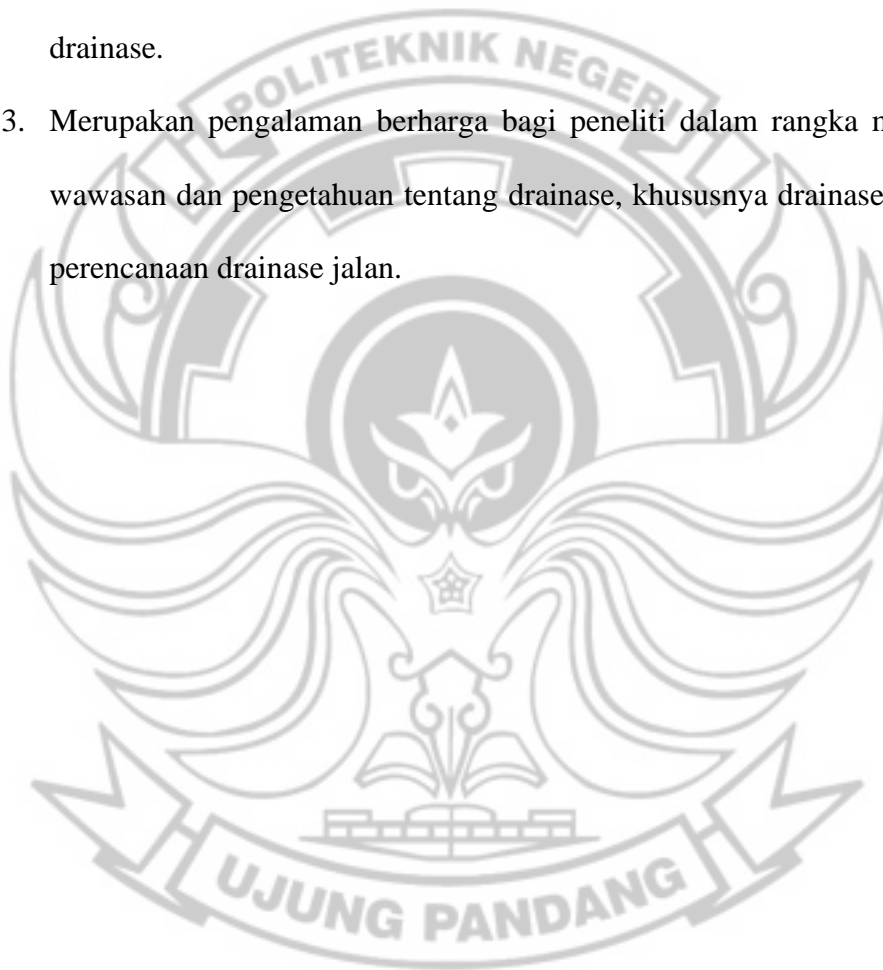 drainase.
POLITEKNIK NEGERI
3. Merupakan pengalaman berharga bagi peneliti dalam rangka
wawasan dan pengetahuan tentang drainase, khususnya drainase
perencanaan drainase jalan.
UJUNG PANDANG